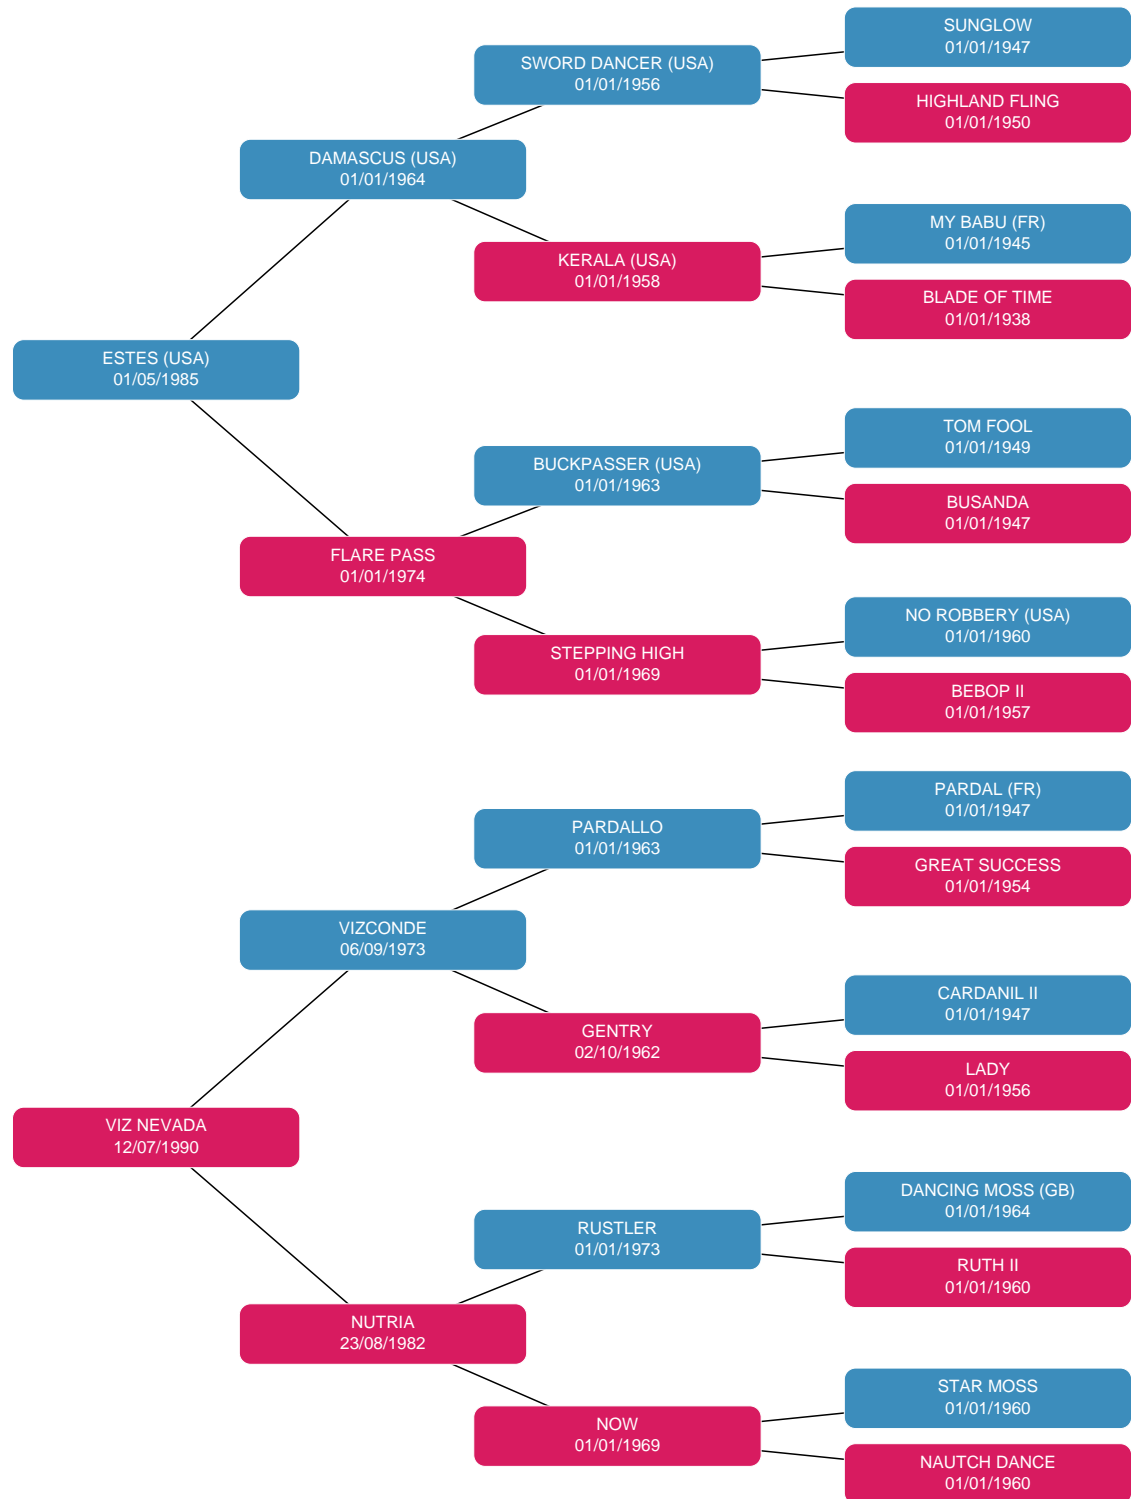 SUNGLOW
01/01/1947
SWORD DANCER (USA)
01/01/1956
HIGHLAND FLING
01/01/1950
DAMASCUS (USA)
01/01/1964
MY BABU (FR)
01/01/1945
KERALA (USA)
01/01/1958
BLADE OF TIME
01/01/1938
ESTES (USA)
01/05/1985
TOM FOOL
01/01/1949
BUCKPASSER (USA)
01/01/1963
BUSANDA
01/01/1947
FLARE PASS
01/01/1974
NO ROBBERY (USA)
01/01/1960
STEPPING HIGH
01/01/1969
BEBOP II
01/01/1957
PARDAL (FR)
01/01/1947
PARDALLO
01/01/1963
GREAT SUCCESS
01/01/1954
VIZCONDE
06/09/1973
CARDANIL II
01/01/1947
GENTRY
02/10/1962
LADY
01/01/1956
VIZ NEVADA
12/07/1990
DANCING MOSS (GB)
01/01/1964
RUSTLER
01/01/1973
RUTH II
01/01/1960
NUTRIA
23/08/1982
STAR MOSS
01/01/1960
NOW
01/01/1969
NAUTCH DANCE
01/01/1960